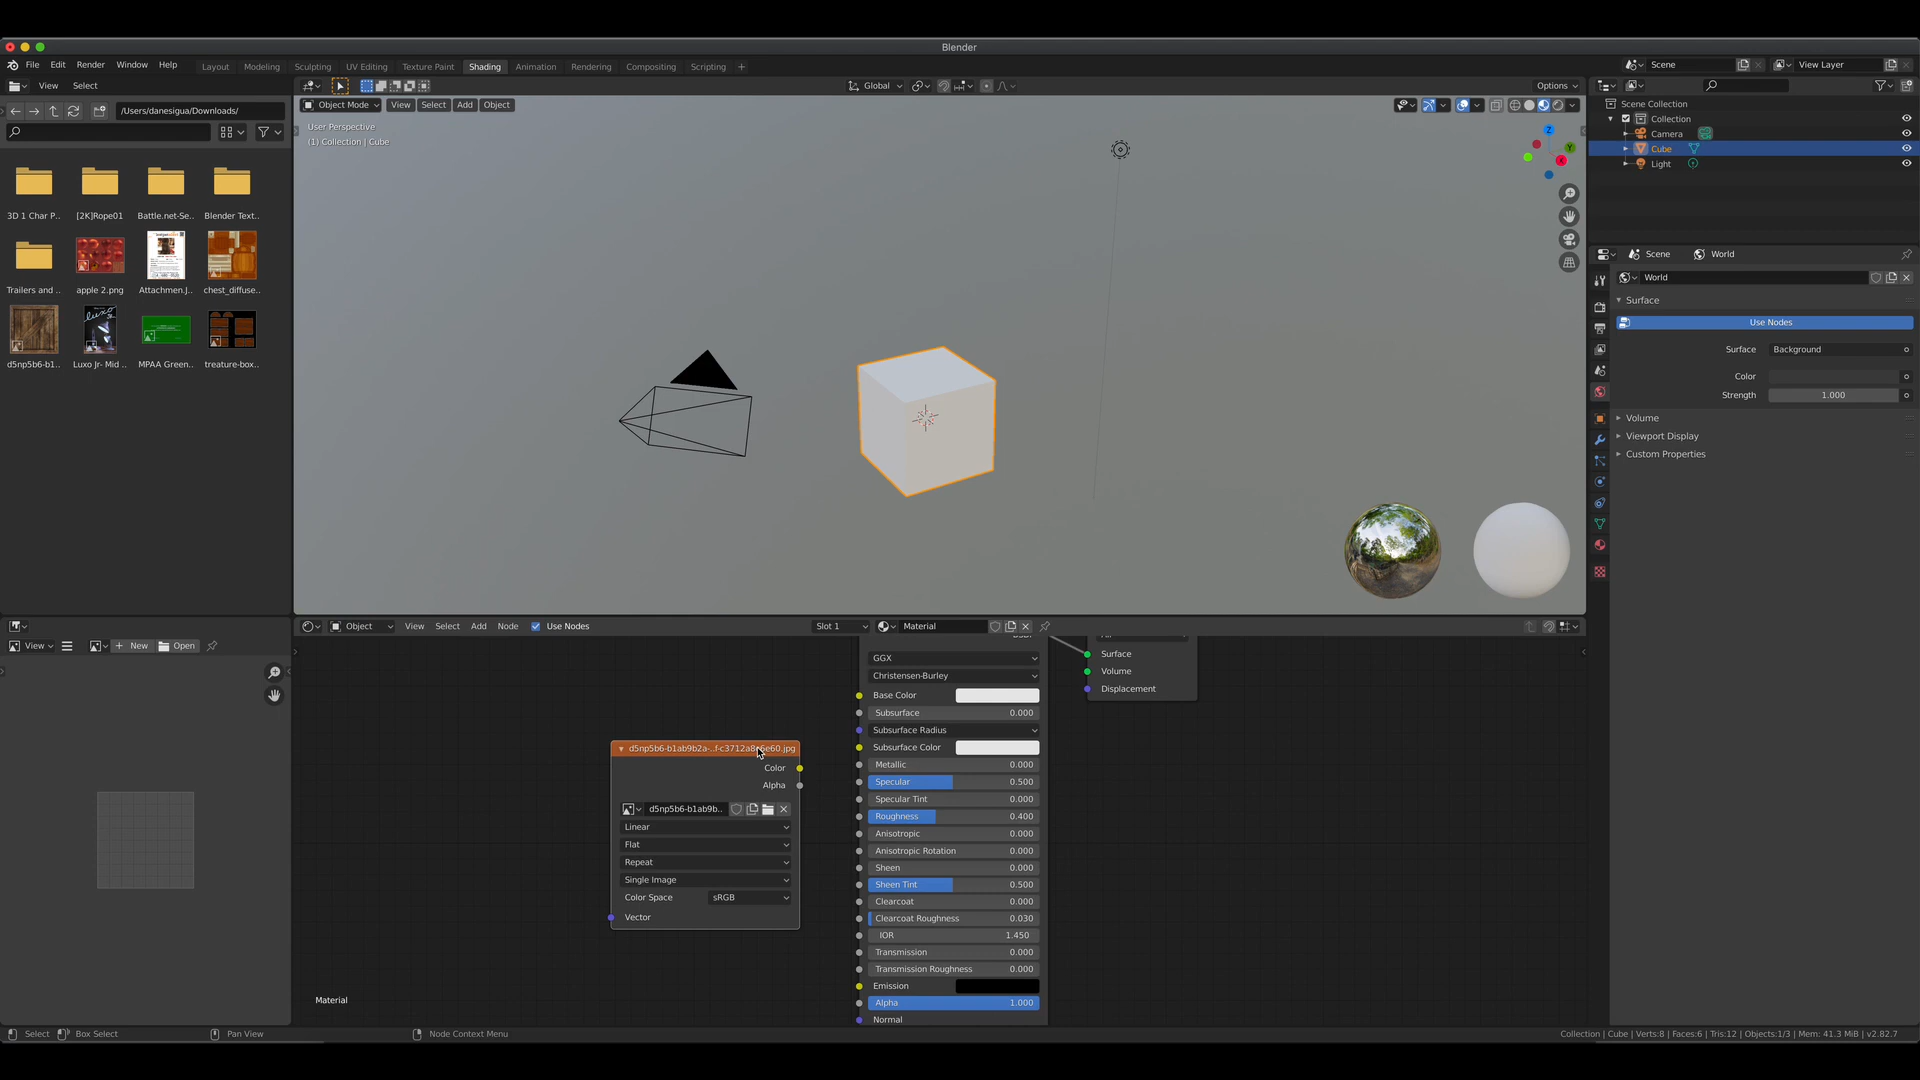 Blender
File Edit Render Window Help
Layout Modeling Sculpting UV Editing Texture Paint Shading Animation Rendering Compositing Scripting +
Scene
View Layer
View Select
Global
Options
/Users/danesigua/Downloads/
Object Mode View Select Add Object
User Perspective
(1) Collection | Cube
Z
Y
X
Scene Collection
Collection
Camera
Cube
Light
3D 1 Char P..
[2K]Rope01
Battle.net-Se..
Blender Text..
Trailers and ..
apple 2.png
Attachmen.J..
chest_diffuse..
d5np5b6-b1..
Luxo Jr- Mid ..
MPAA Green..
treature-box..
Scene World
World
Surface
Use Nodes
Surface Background
Color
Strength 1.000
Volume
Viewport Display
Custom Properties
View New Open
Object View Select Add Node Use Nodes
Slot 1
Material
GGX
Christensen-Burley
Base Color
Subsurface 0.000
Subsurface Radius
Subsurface Color
Metallic 0.000
Specular 0.500
Specular Tint 0.000
Roughness 0.400
Anisotropic 0.000
Anisotropic Rotation 0.000
Sheen 0.000
Sheen Tint 0.500
Clearcoat 0.000
Clearcoat Roughness 0.030
IOR 1.450
Transmission 0.000
Transmission Roughness 0.000
Emission
Alpha 1.000
Normal
Surface
Volume
Displacement
Color
Alpha
d5np5b6-b1ab9b..
Linear
Flat
Repeat
Single Image
Color Space sRGB
Vector
Material
Select Box Select Pan View Node Context Menu
Collection | Cube | Verts:8 | Faces:6 | Tris:12 | Objects:1/3 | Mem: 41.3 MiB | v2.82.7